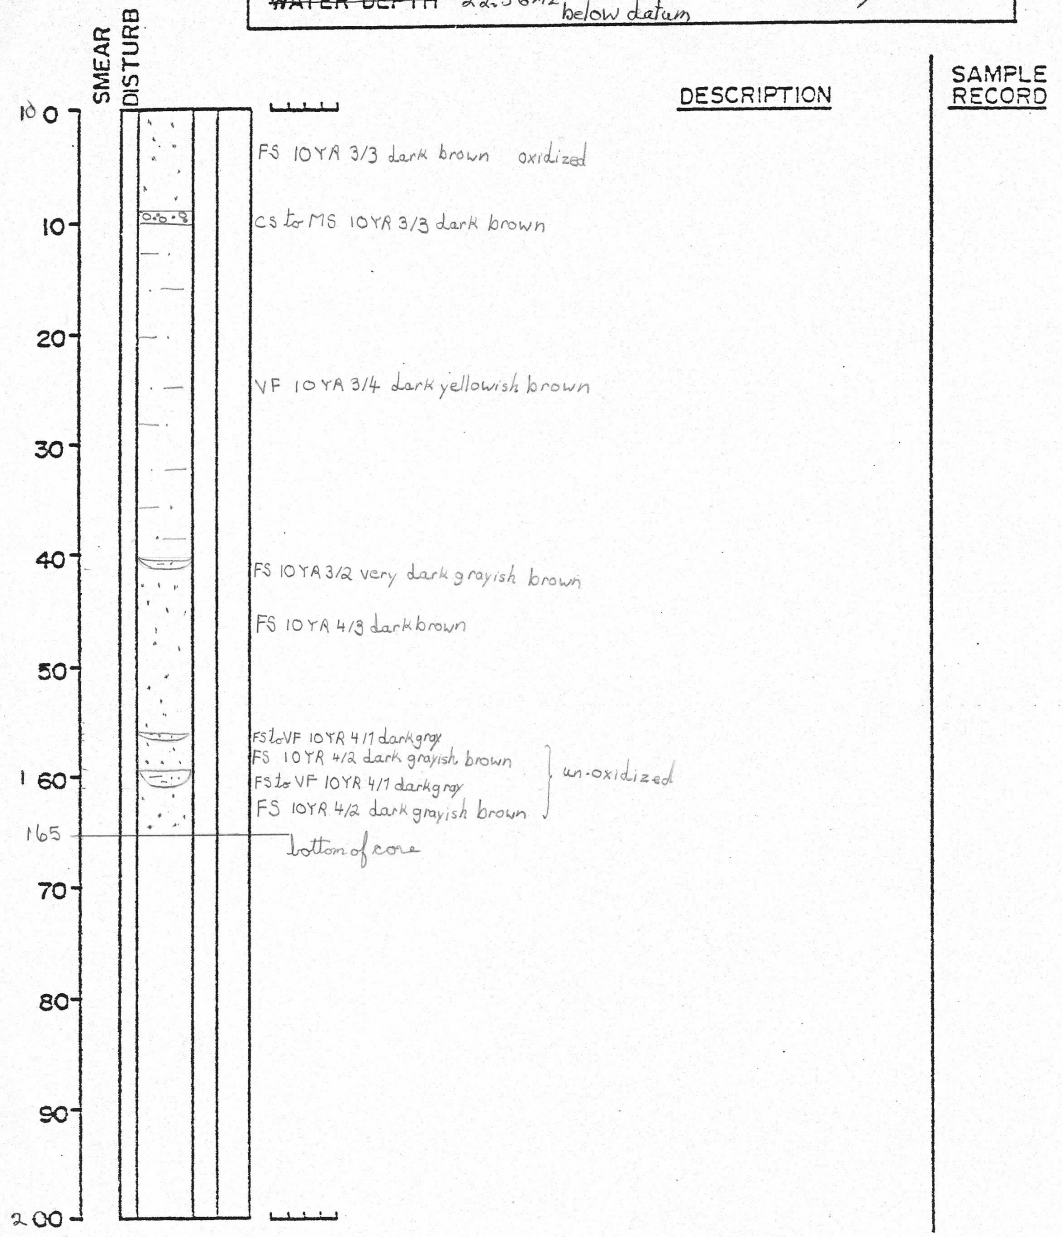 WATER DEPTH
below datum
SMEAR
DISTURB
DESCRIPTION
SAMPLE
RECORD
100
FS 10YR 3/3 dark brown oxidized
10
CS to MS 10YR 3/3 dark brown
20
VF 10YR 3/4 dark yellowish brown
30
40
FS 10YR 3/2 very dark grayish brown
FS 10YR 4/3 dark brown
50
FS to VF 10YR 4/1 dark gray
FS 10YR 4/2 dark grayish brown
160
un-oxidized
FS to VF 10YR 4/1 dark gray
FS 10YR 4/2 dark grayish brown
165
bottom of core
70
80
90
200